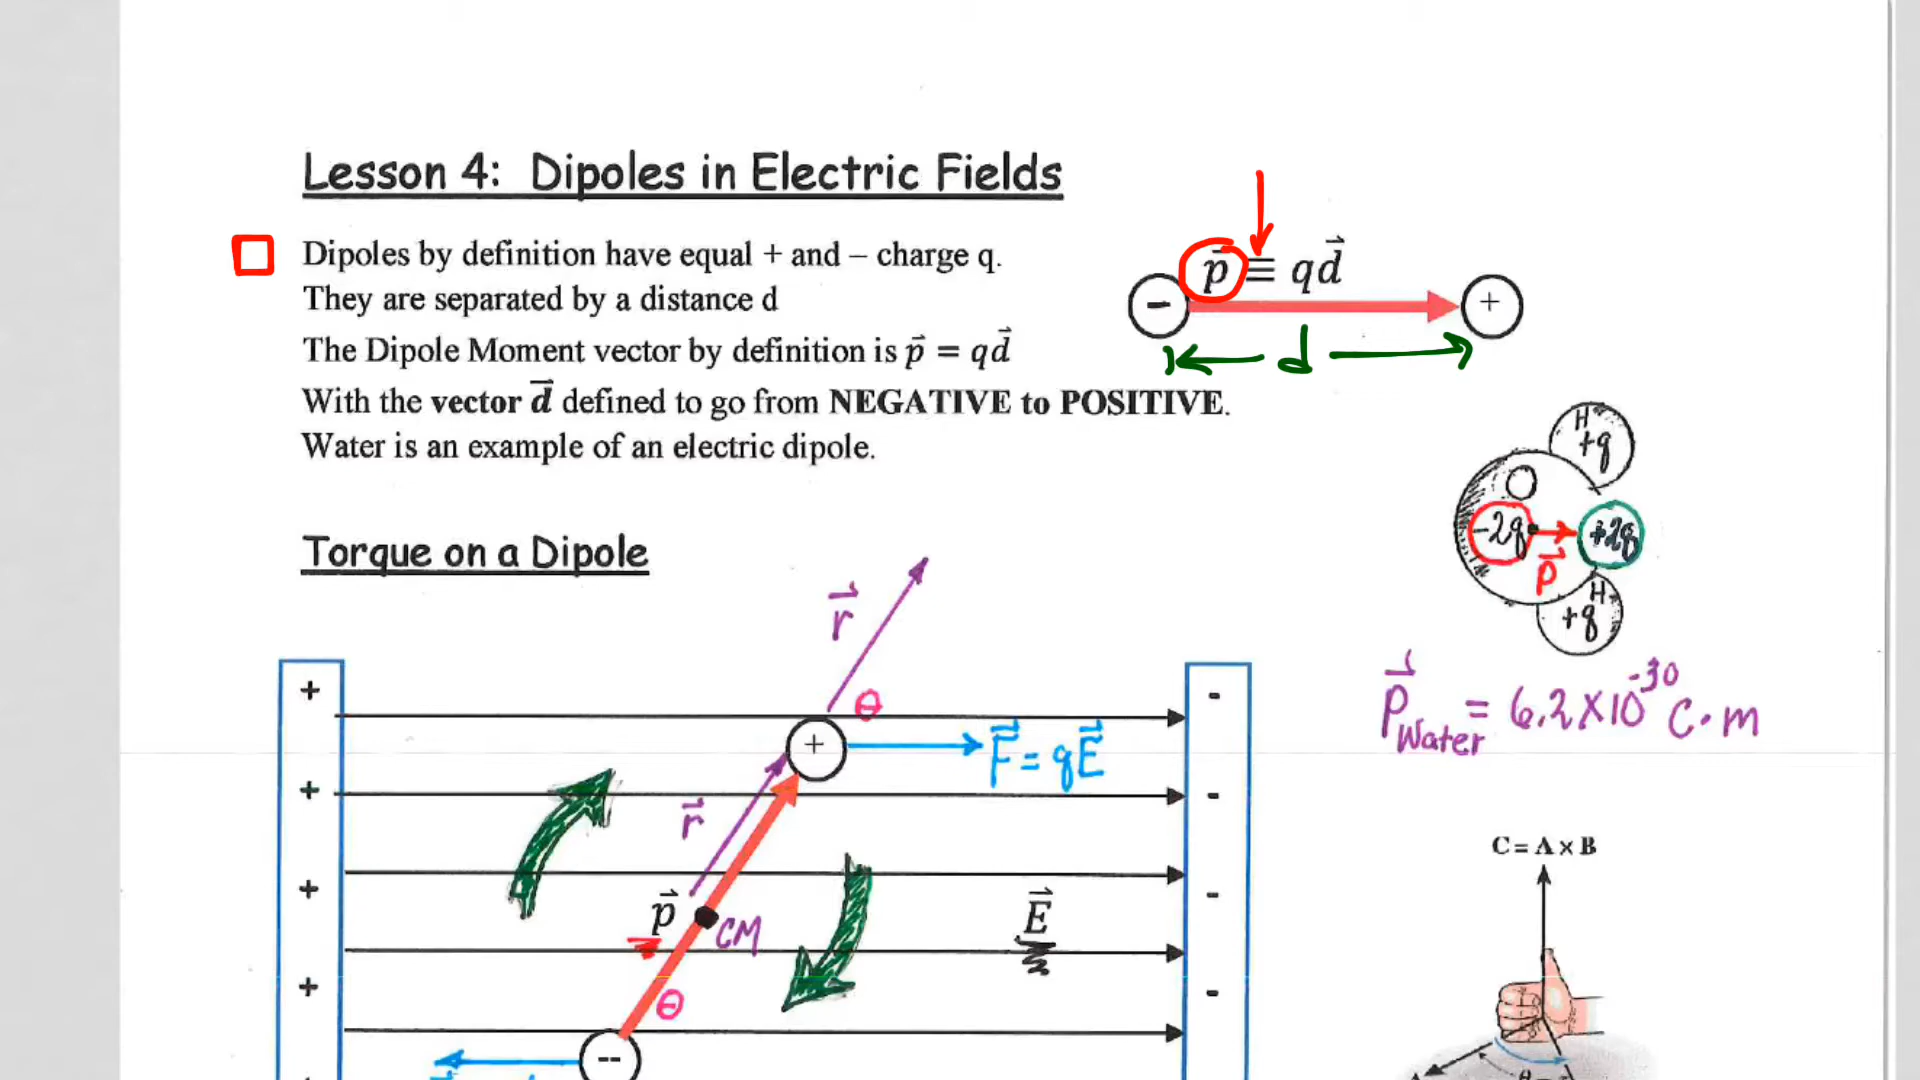 Lesson 4: Dipoles in Electric Fields
Dipoles by definition have equal + and – charge q.
They are separated by a distance d
The Dipole Moment vector by definition is p⃗ = qd⃗
With the vector d⃗ defined to go from NEGATIVE to POSITIVE.
Water is an example of an electric dipole.
p⃗ ≡ qd⃗
- +
d
H +q
O
-2q +2q
p⃗
H +q
P⃗Water = 6.2×10⁻³⁰ C·m
Torque on a Dipole
r⃗
θ
+ -
+
F⃗ = qE⃗
+ -
r⃗
+ -
p⃗
CM
E⃗
+ -
θ
--
C = A × B